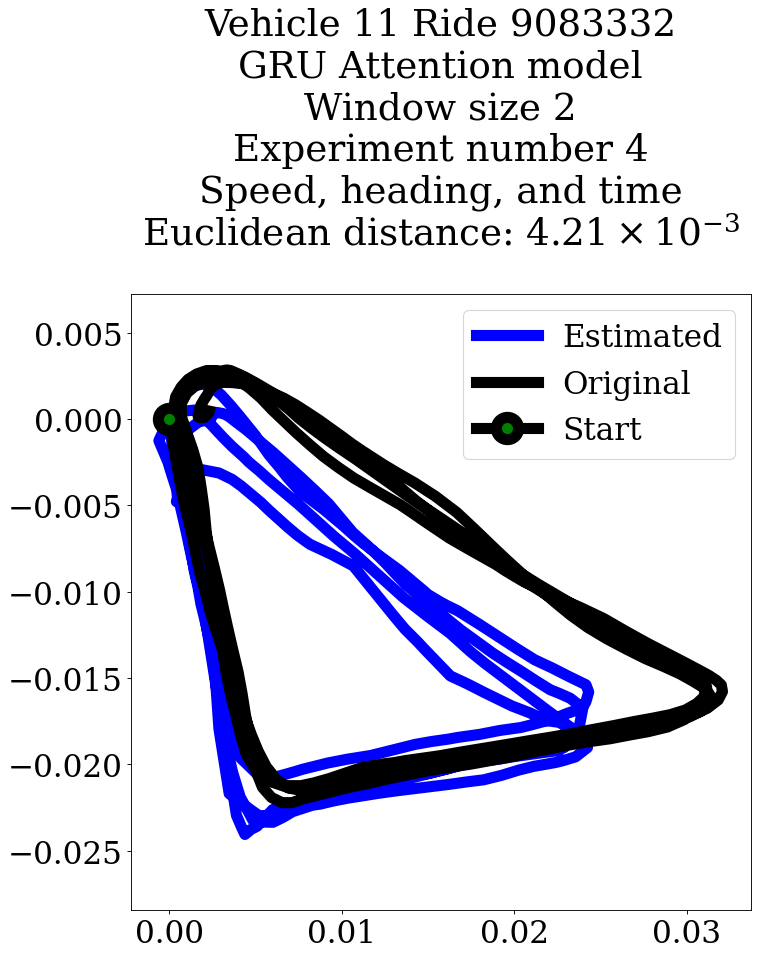 Vehicle 11 Ride 9083332
GRU Attention model
Window size 2
Experiment number 4
Speed, heading, and time
Euclidean distance: 4.21 × 10⁻³
Estimated
Original
Start
0.005
0.000
−0.005
−0.010
−0.015
−0.020
−0.025
0.00 0.01 0.02 0.03